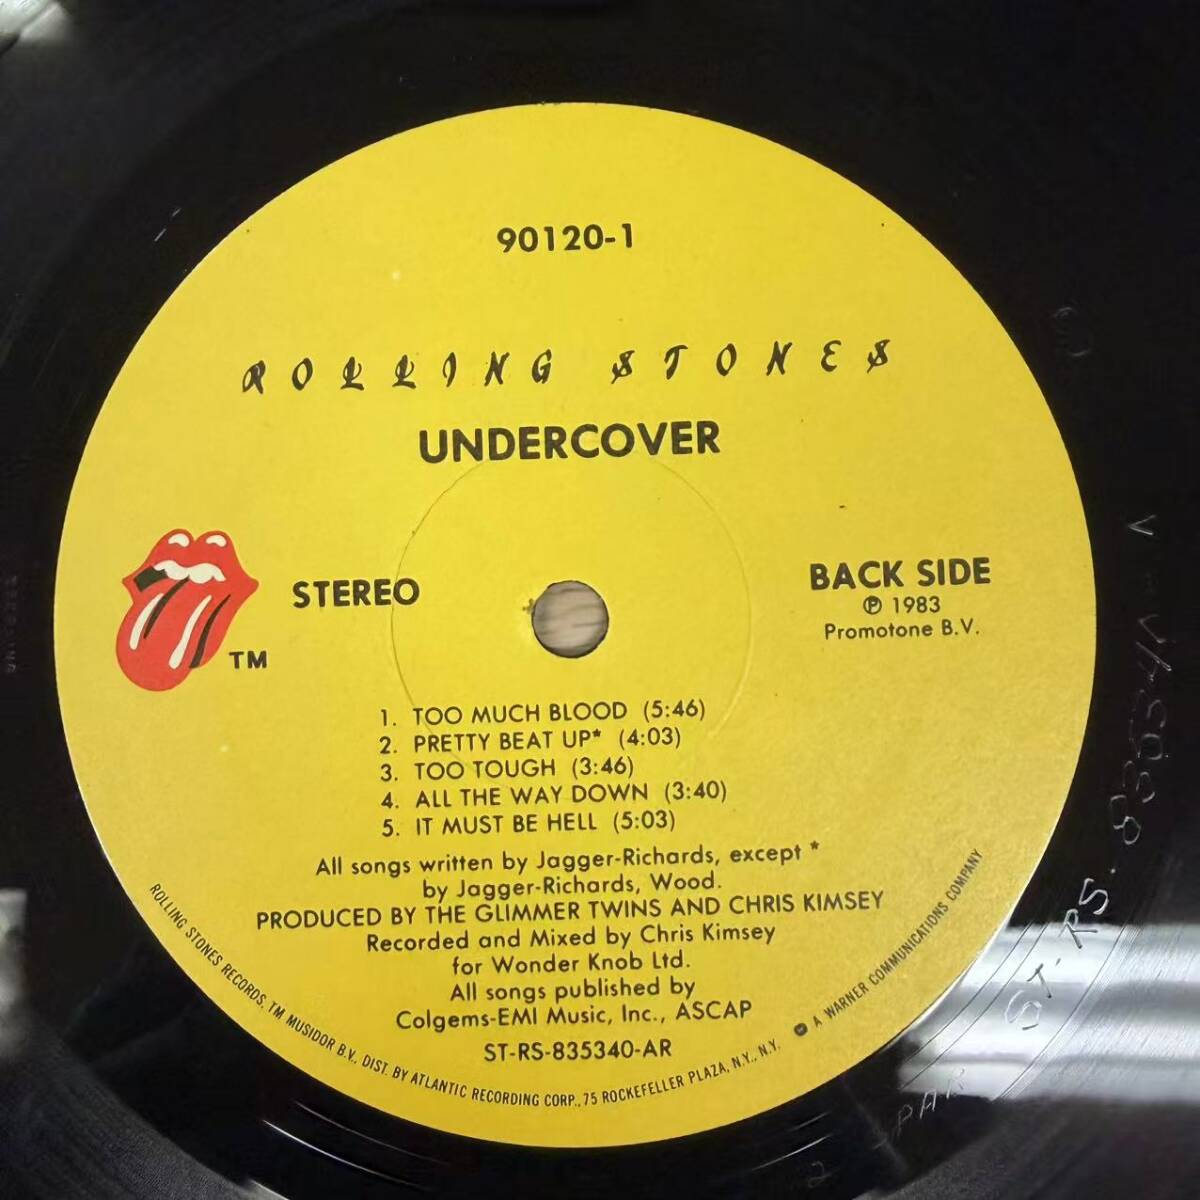 90120-1
ROLLING STONES
UNDERCOVER
STEREO
TM
BACK SIDE
℗ 1983
Promotone B.V.
1. TOO MUCH BLOOD (5:46)
2. PRETTY BEAT UP* (4:03)
3. TOO TOUGH (3:46)
4. ALL THE WAY DOWN (3:40)
5. IT MUST BE HELL (5:03)
All songs written by Jagger-Richards, except *
by Jagger-Richards, Wood.
PRODUCED BY THE GLIMMER TWINS AND CHRIS KIMSEY
Recorded and Mixed by Chris Kimsey
for Wonder Knob Ltd.
All songs published by
Colgems-EMI Music, Inc., ASCAP
ST-RS-835340-AR
ROLLING STONES RECORDS, TM MUSIDOR B.V., DIST. BY ATLANTIC RECORDING CORP., 75 ROCKEFELLER PLAZA, N.Y., N.Y. A WARNER COMMUNICATIONS COMPANY
ST. RS.